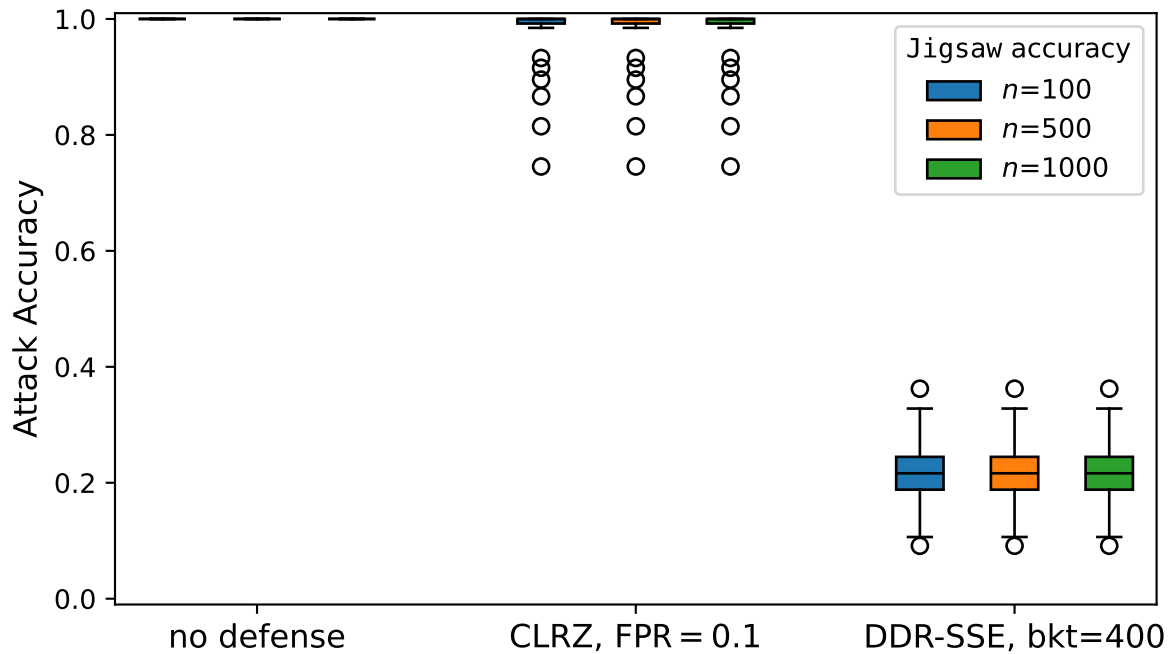 1.0
0.8
0.6
0.4
0.2
0.0
Attack Accuracy
Jigsaw accuracy
n=100
n=500
n=1000
no defense
CLRZ, FPR = 0.1
DDR-SSE, bkt=400